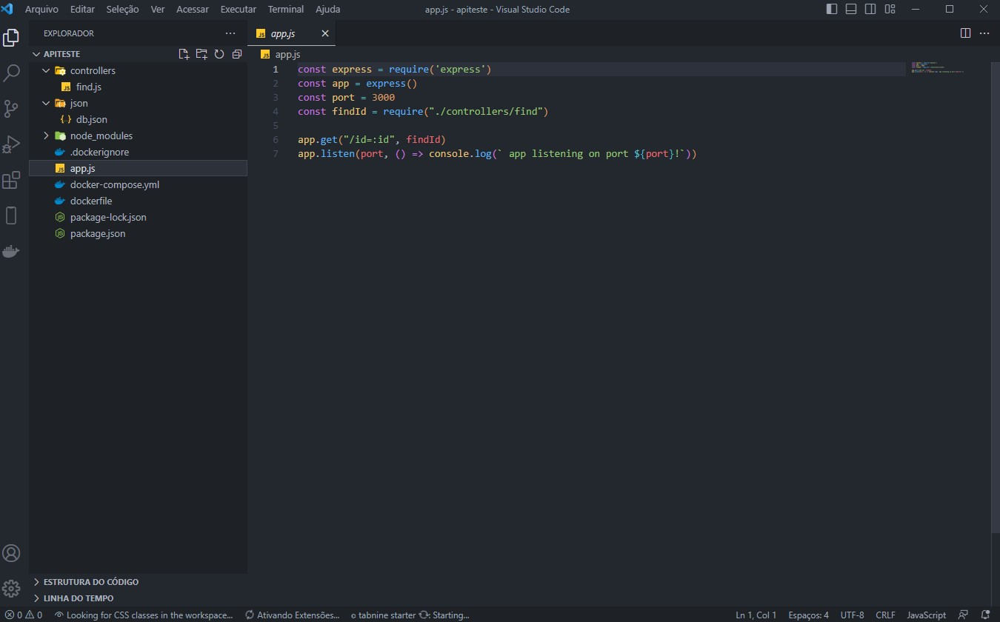 Arquivo Editar Seleção Ver Acessar Executar Terminal Ajuda
app.js - apiteste - Visual Studio Code
EXPLORADOR
APITESTE
controllers
find.js
json
db.json
node_modules
.dockerignore
app.js
docker-compose.yml
dockerfile
package-lock.json
package.json
ESTRUTURA DO CÓDIGO
LINHA DO TEMPO
JS app.js
JS app.js
1 const express = require('express')
2 const app = express()
3 const port = 3000
4 const findId = require("./controllers/find")
5
6 app.get("/id=:id", findId)
7 app.listen(port, () => console.log(` app listening on port ${port}!`))
0 0 Looking for CSS classes in the workspace... Ativando Extensões... tabnine starter : Starting...
Ln 1, Col 1 Espaços: 4 UTF-8 CRLF JavaScript